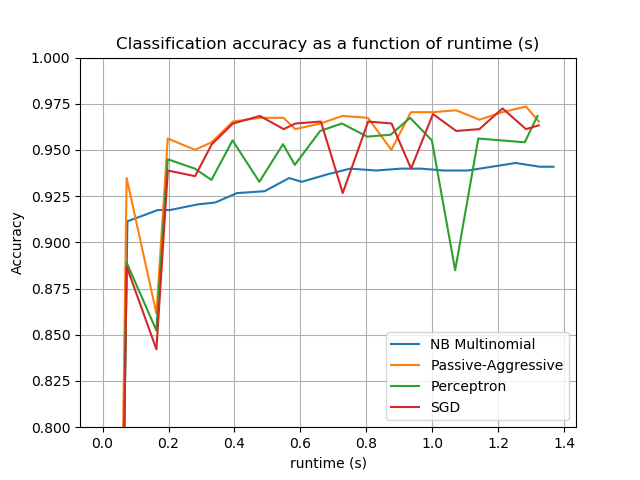 Classification accuracy as a function of runtime (s)
1.000
0.975
0.950
0.925
0.900
0.875
0.850
0.825
0.800
Accuracy
0.0 0.2 0.4 0.6 0.8 1.0 1.2 1.4
runtime (s)
NB Multinomial
Passive-Aggressive
Perceptron
SGD